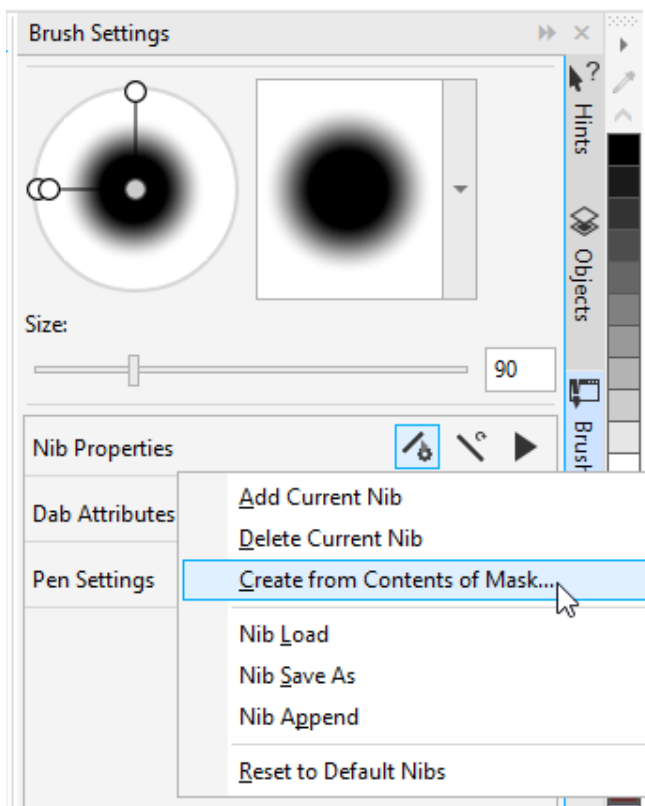 Brush Settings
?
Hints
Objects
Size:
90
Brush
Nib Properties
Dab Attributes
Pen Settings
Add Current Nib
Delete Current Nib
Create from Contents of Mask...
Nib Load
Nib Save As
Nib Append
Reset to Default Nibs